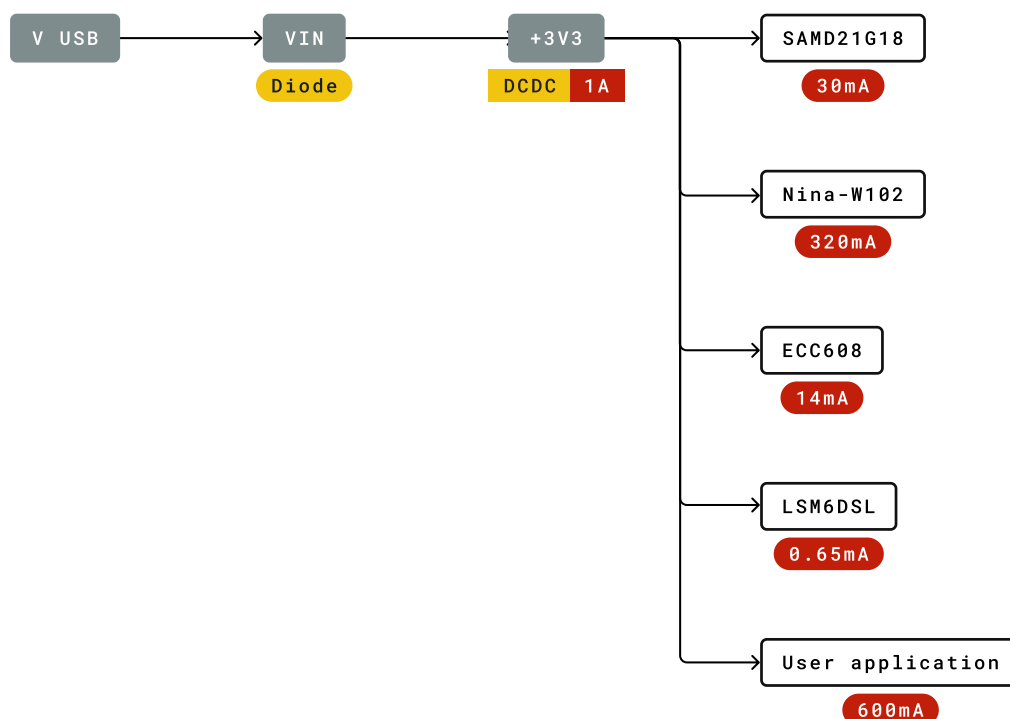 V USB
VIN
+3V3
SAMD21G18
Diode
DCDC
1A
30mA
Nina-W102
320mA
ECC608
14mA
LSM6DSL
0.65mA
User application
600mA